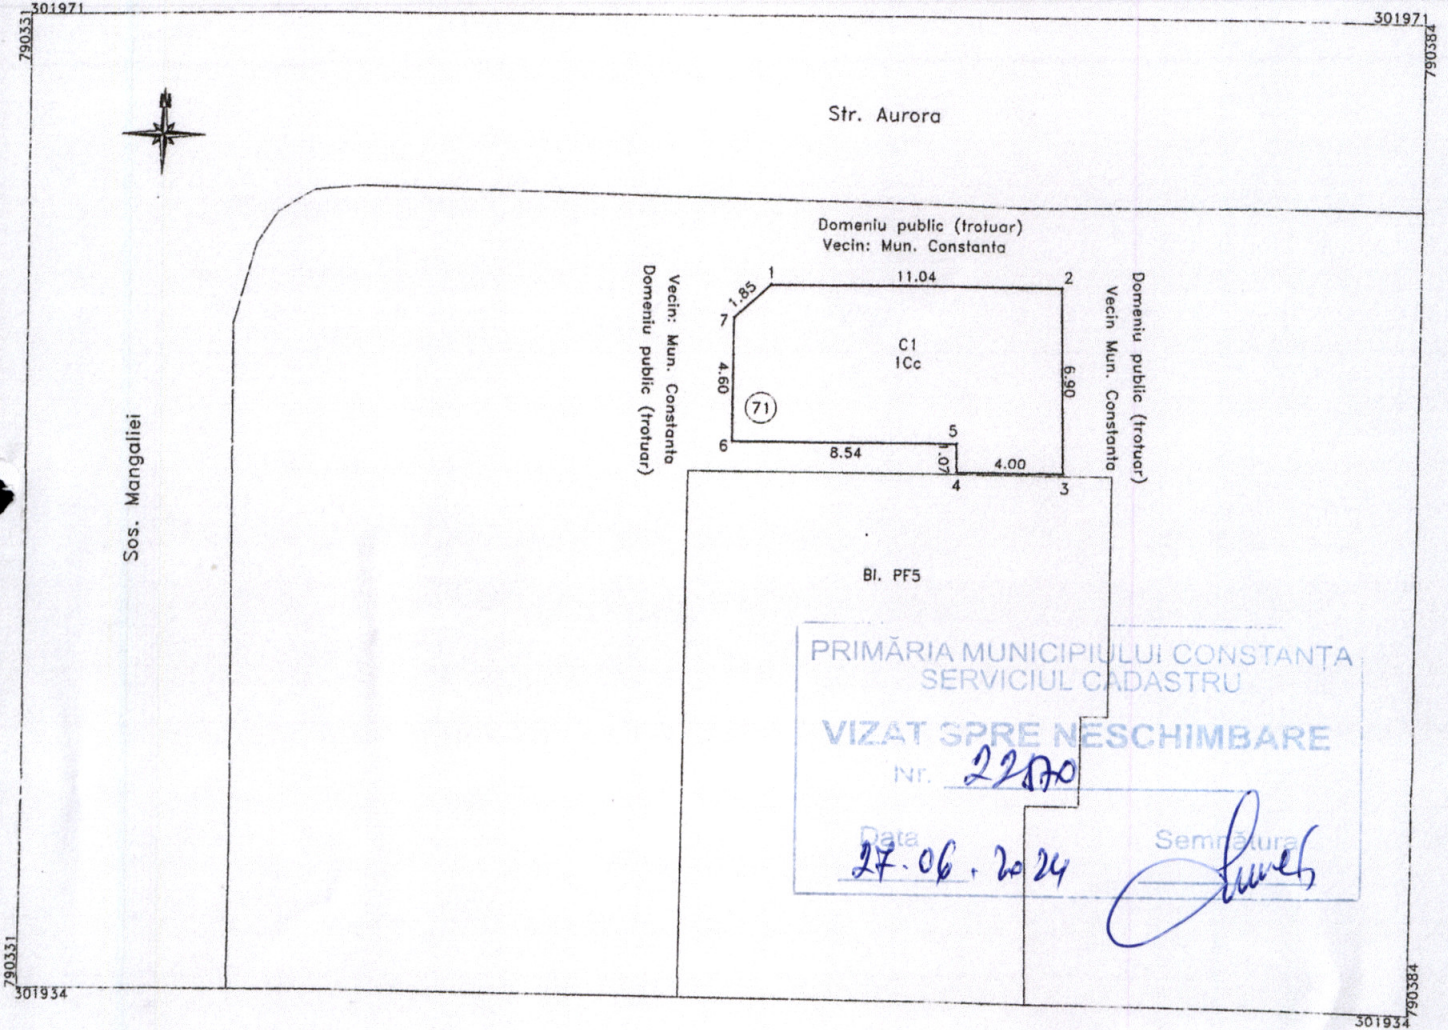 301971
790331
301971
790384
N
Str. Aurora
Domeniu public (trotuar)
Vecin: Mun. Constanta
Domeniu public (trotuar)
Vecin: Mun. Constanta
1
11.04
2
1.85
7
C1
ICc
4.60
6.90
71
5
6
8.54
1.07
4.00
4
3
Domeniu public (trotuar)
Vecin Mun. Constanta
Sos. Mangaliei
Bl. PF5
PRIMĂRIA MUNICIPIULUI CONSTANȚA
SERVICIUL CADASTRU
VIZAT SPRE NESCHIMBARE
Nr.
Data
Semnătura
27.06.2024
790331
301934
790384
301934